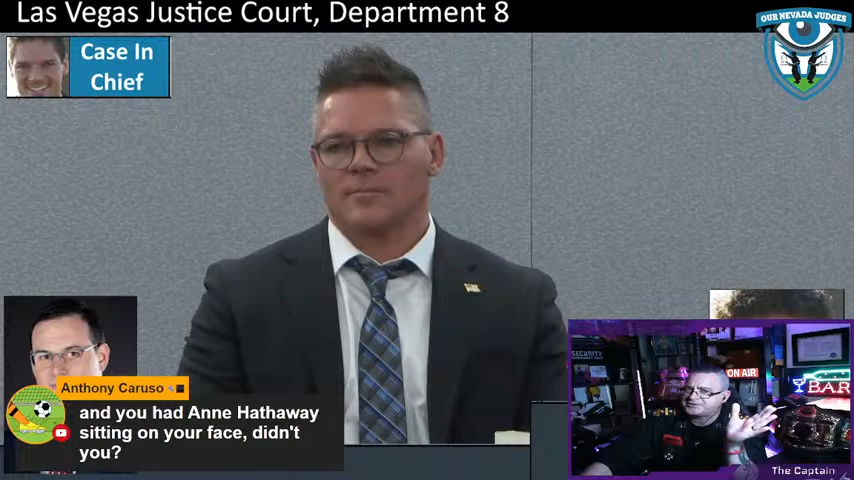 Las Vegas Justice Court, Department 8
OUR NEVADA JUDGES
Case In
Chief
SECURITY
ON AIR
BAR
Anthony Caruso
and you had Anne Hathaway
sitting on your face, didn't
you?
The Captain